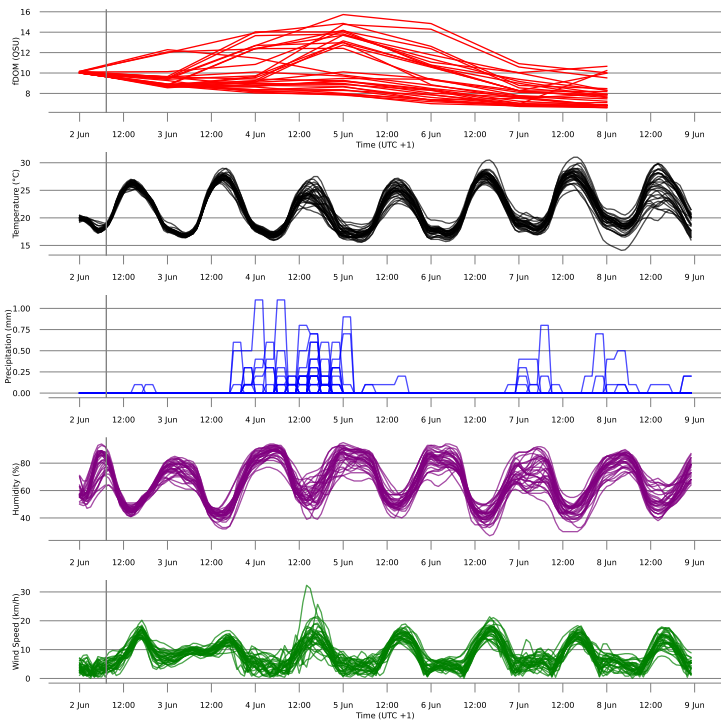 16
14
12
10
8
fDOM (QSU)
2 Jun 12:00 3 Jun 12:00 4 Jun 12:00 5 Jun 12:00 6 Jun 12:00 7 Jun 12:00 8 Jun 12:00 9 Jun
Time (UTC +1)
30
25
20
15
Temperature (°C)
2 Jun 12:00 3 Jun 12:00 4 Jun 12:00 5 Jun 12:00 6 Jun 12:00 7 Jun 12:00 8 Jun 12:00 9 Jun
1.00
0.75
0.50
0.25
0.00
Precipitation (mm)
2 Jun 12:00 3 Jun 12:00 4 Jun 12:00 5 Jun 12:00 6 Jun 12:00 7 Jun 12:00 8 Jun 12:00 9 Jun
80
60
40
Humidity (%)
2 Jun 12:00 3 Jun 12:00 4 Jun 12:00 5 Jun 12:00 6 Jun 12:00 7 Jun 12:00 8 Jun 12:00 9 Jun
30
20
10
0
Wind Speed (km/h)
2 Jun 12:00 3 Jun 12:00 4 Jun 12:00 5 Jun 12:00 6 Jun 12:00 7 Jun 12:00 8 Jun 12:00 9 Jun
Time (UTC +1)